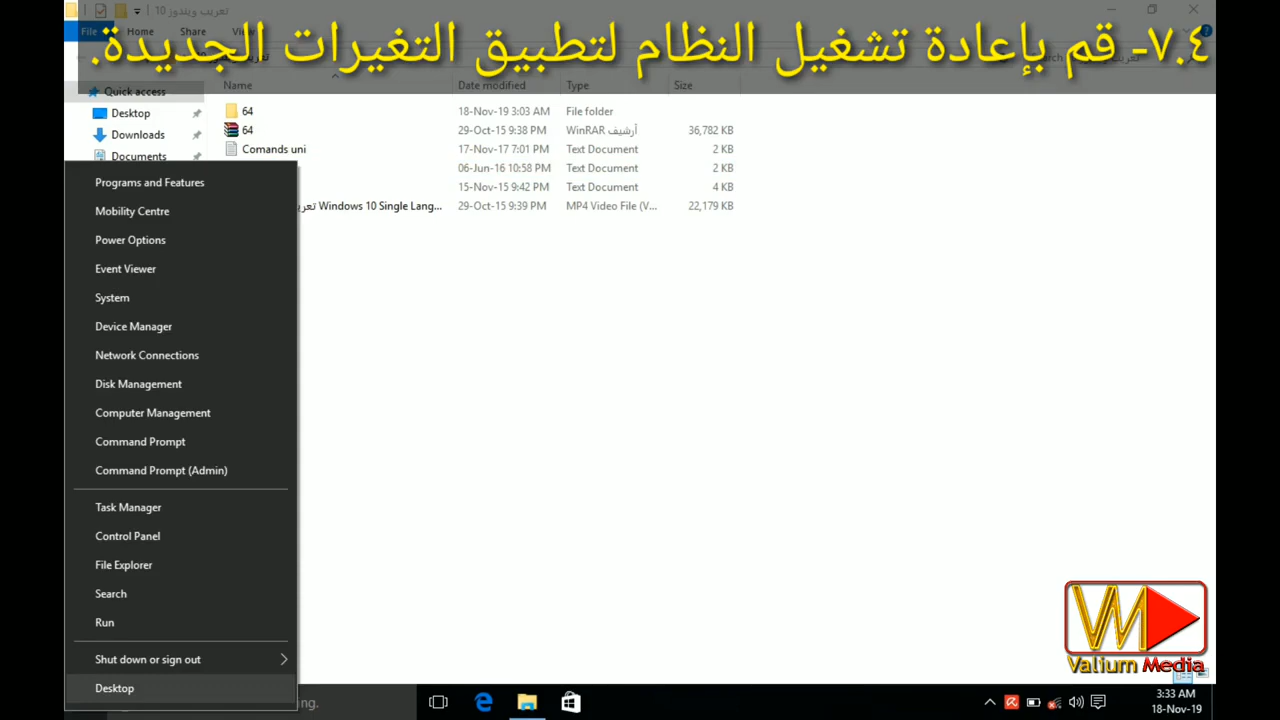 تعريب ويندوز 10
File
Home
Share
٧.٤- قم بإعادة تشغيل النظام لتطبيق التغيرات الجديدة.
Quick access
Desktop
Downloads
Documents
Name Date modified Type Size
64 18-Nov-19 3:03 AM File folder
64 29-Oct-15 9:38 PM أرشيف WinRAR 36,782 KB
Comands uni 17-Nov-17 7:01 PM Text Document 2 KB
06-Jun-16 10:58 PM Text Document 2 KB
15-Nov-15 9:42 PM Text Document 4 KB
تعريب Windows 10 Single Lang... 29-Oct-15 9:39 PM MP4 Video File (V... 22,179 KB
Programs and Features
Mobility Centre
Power Options
Event Viewer
System
Device Manager
Network Connections
Disk Management
Computer Management
Command Prompt
Command Prompt (Admin)
Task Manager
Control Panel
File Explorer
Search
Run
Shut down or sign out
Desktop
VM
Valium Media
3:33 AM
18-Nov-19